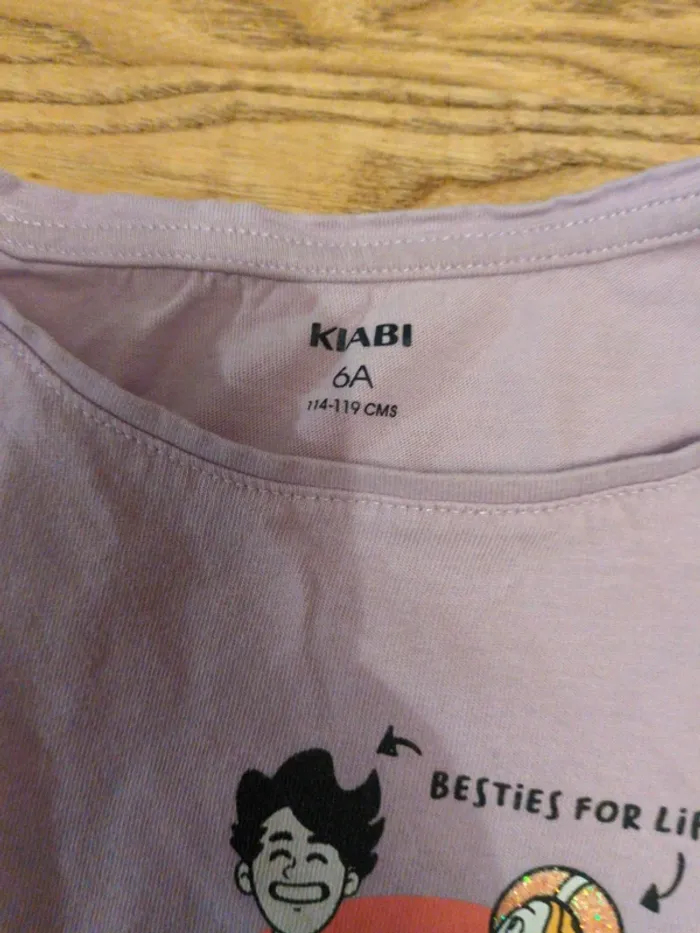 KIABI
6A
114-119 CMS
BESTiES FOR